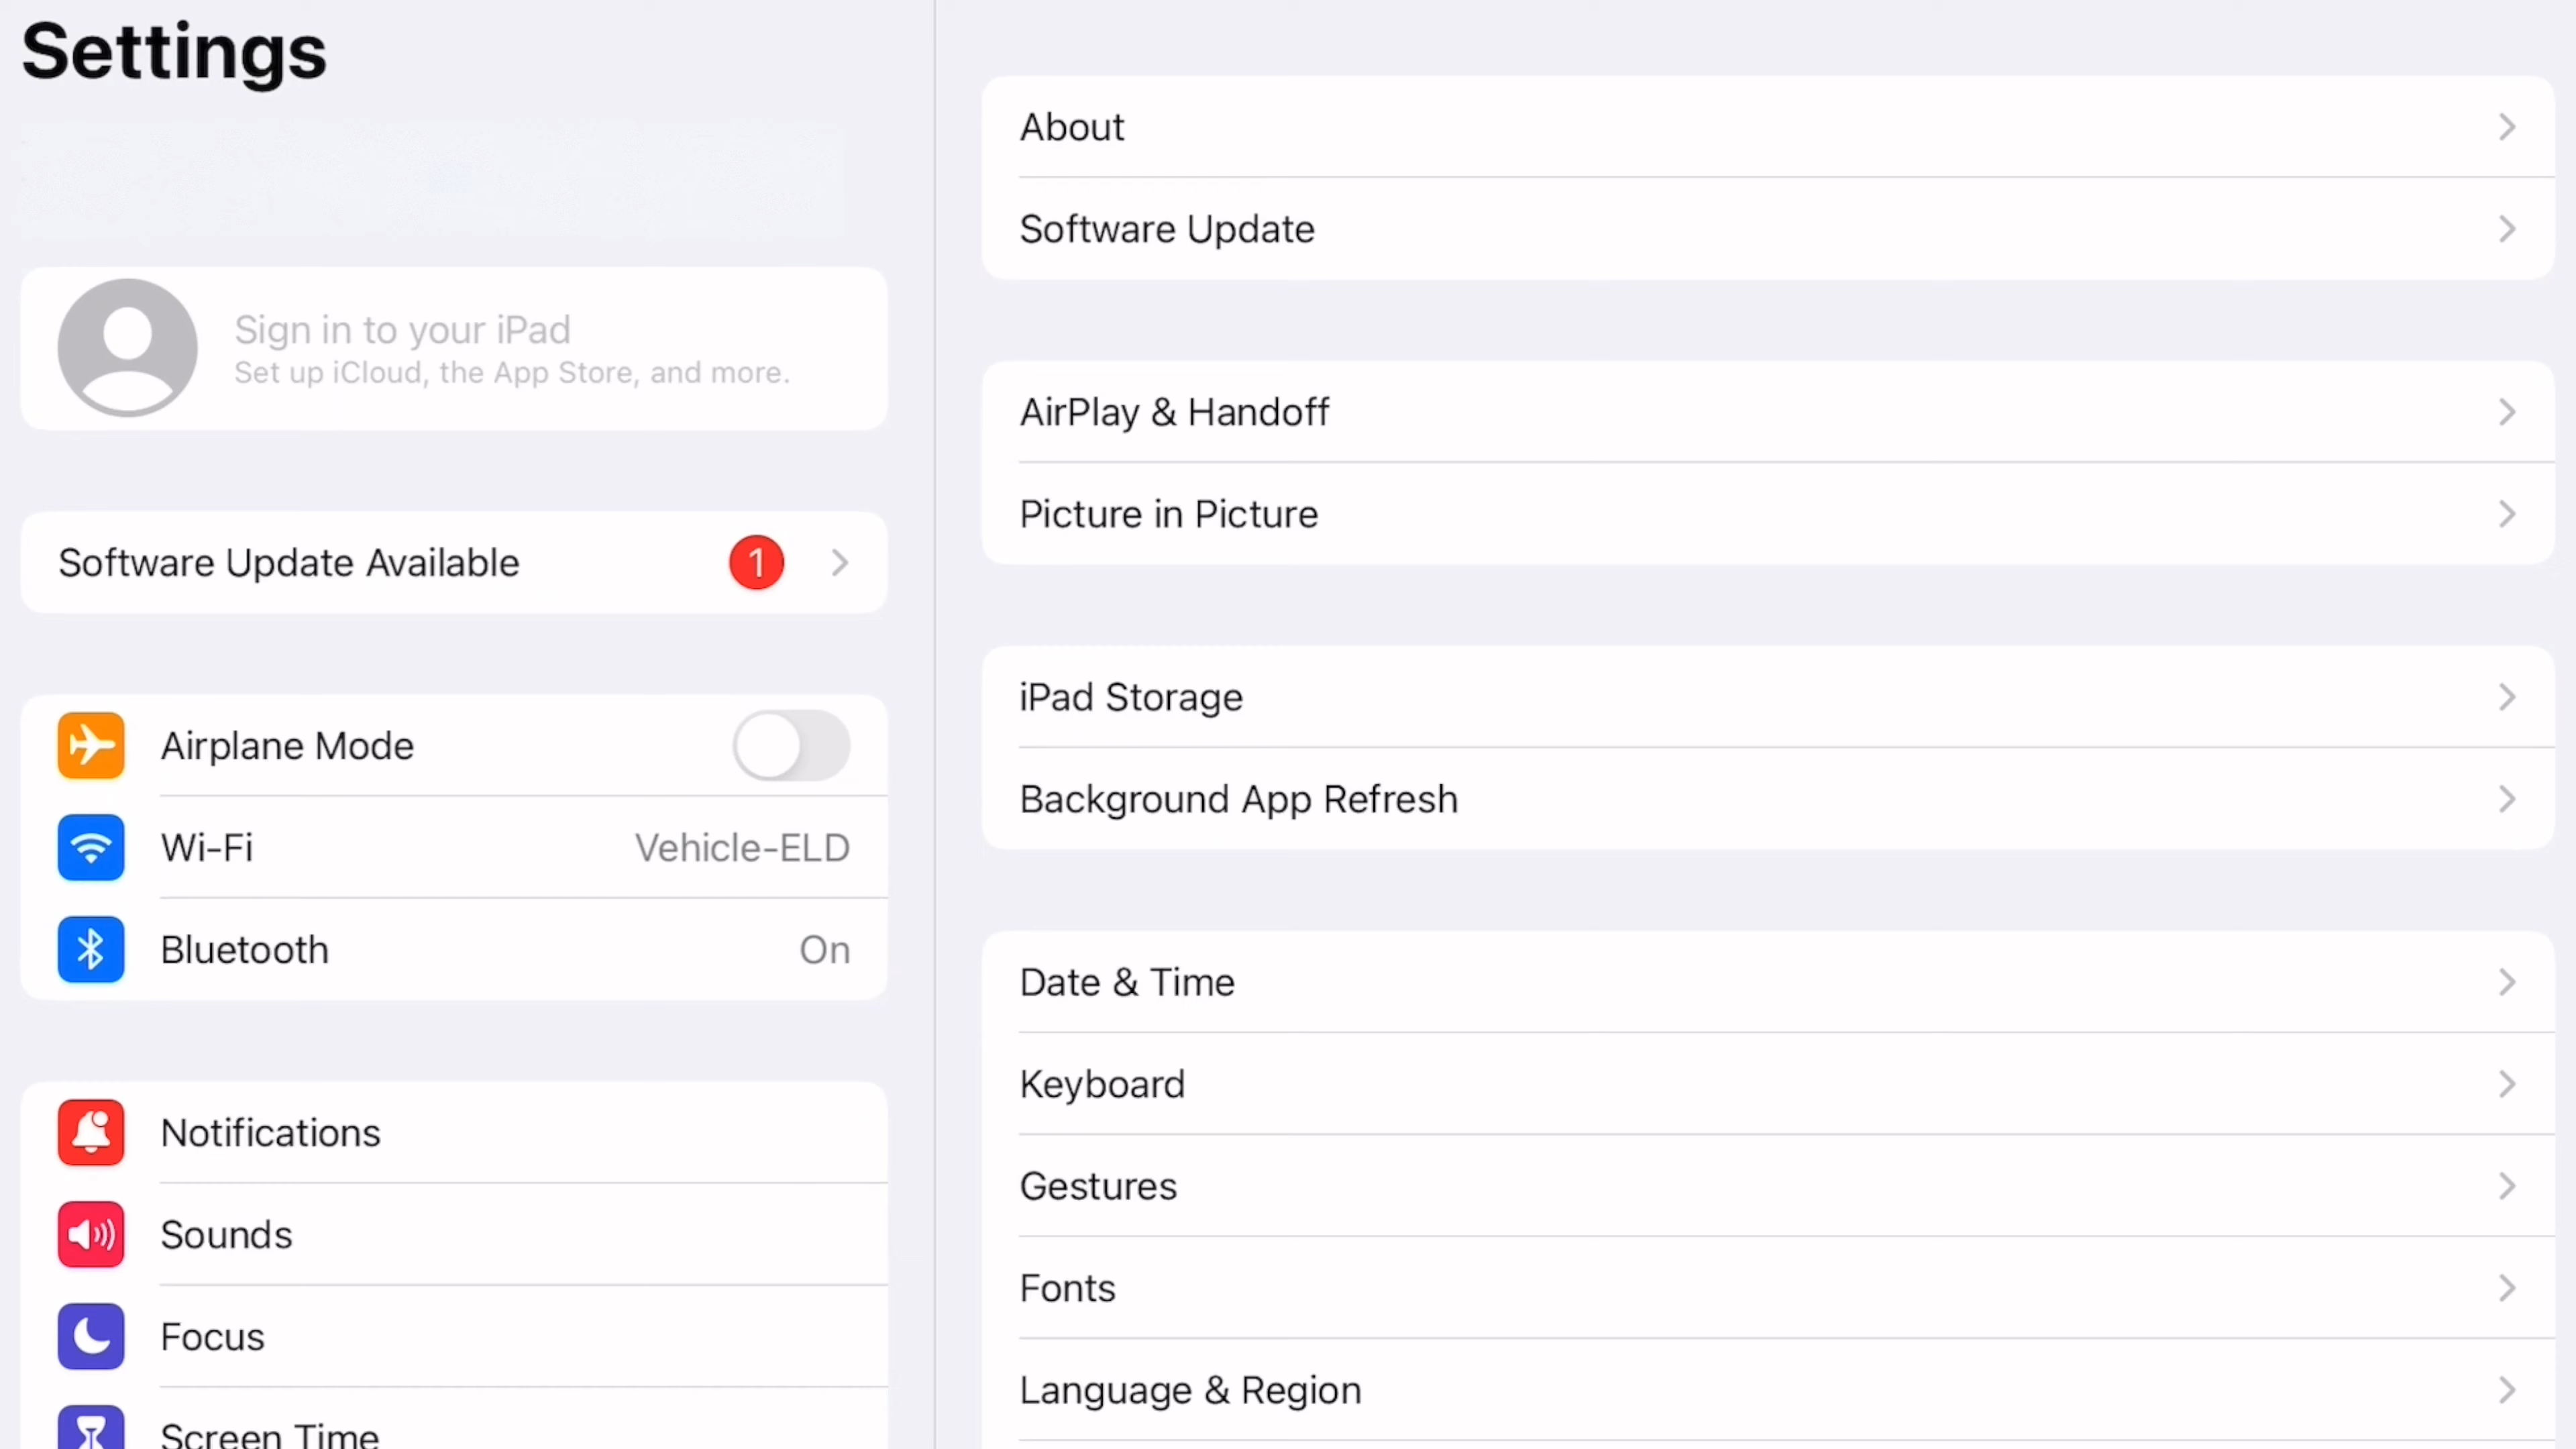 Settings
Sign in to your iPad
Set up iCloud, the App Store, and more.
Software Update Available 1
Airplane Mode
Wi-Fi Vehicle-ELD
Bluetooth On
Notifications
Sounds
Focus
Screen Time
About
Software Update
AirPlay & Handoff
Picture in Picture
iPad Storage
Background App Refresh
Date & Time
Keyboard
Gestures
Fonts
Language & Region